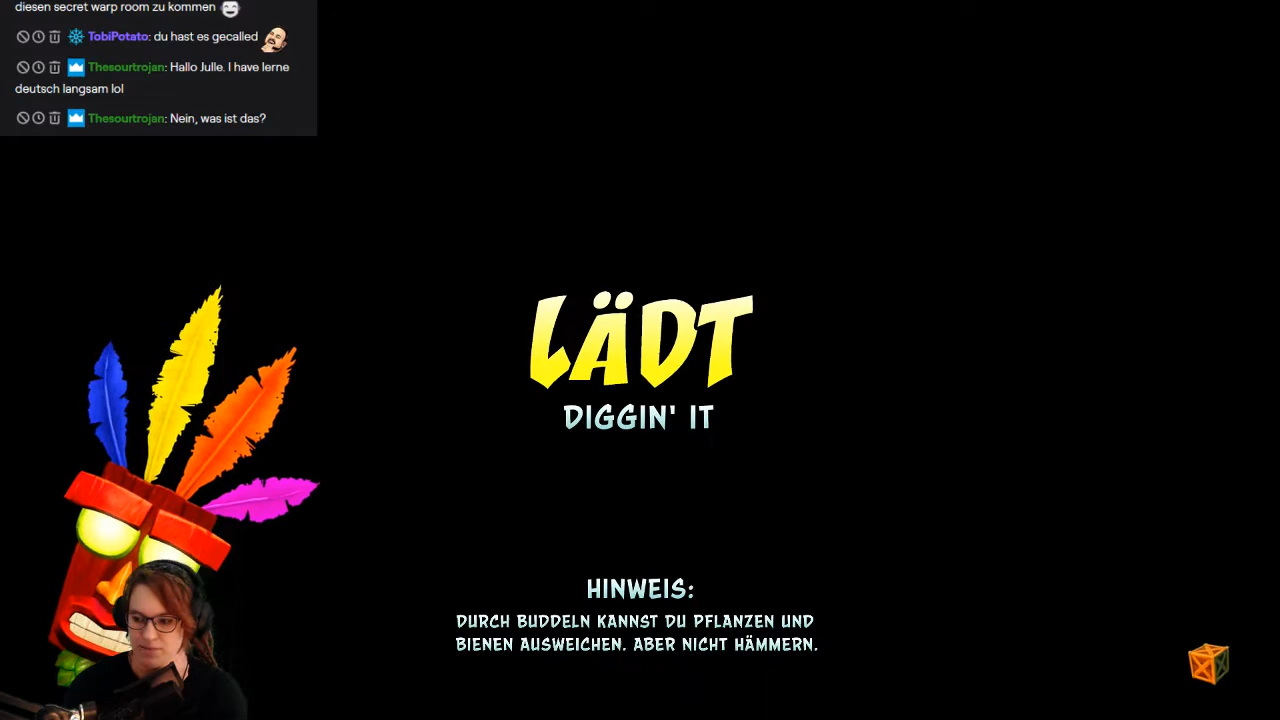 diesen secret warp room zu kommen
TobiPotato: du hast es gecalled
Thesourtrojan: Hallo Julle. I have lerne
deutsch langsam lol
Thesourtrojan: Nein, was ist das?
LÄDT
DIGGIN' IT
HINWEIS:
DURCH BUDDELN KANNST DU PFLANZEN UND
BIENEN AUSWEICHEN. ABER NICHT HÄMMERN.